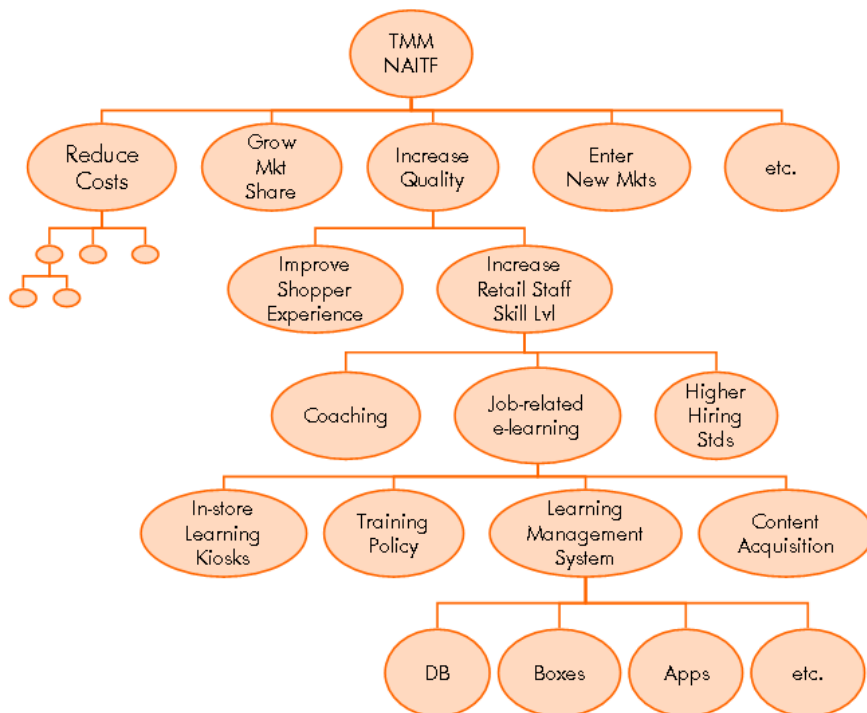 TMM
NAITF
Reduce
Costs
Grow
Mkt
Share
Increase
Quality
Enter
New Mkts
etc.
Improve
Shopper
Experience
Increase
Retail Staff
Skill Lvl
Coaching
Job-related
e-learning
Higher
Hiring
Stds
In-store
Learning
Kiosks
Training
Policy
Learning
Management
System
Content
Acquisition
DB
Boxes
Apps
etc.